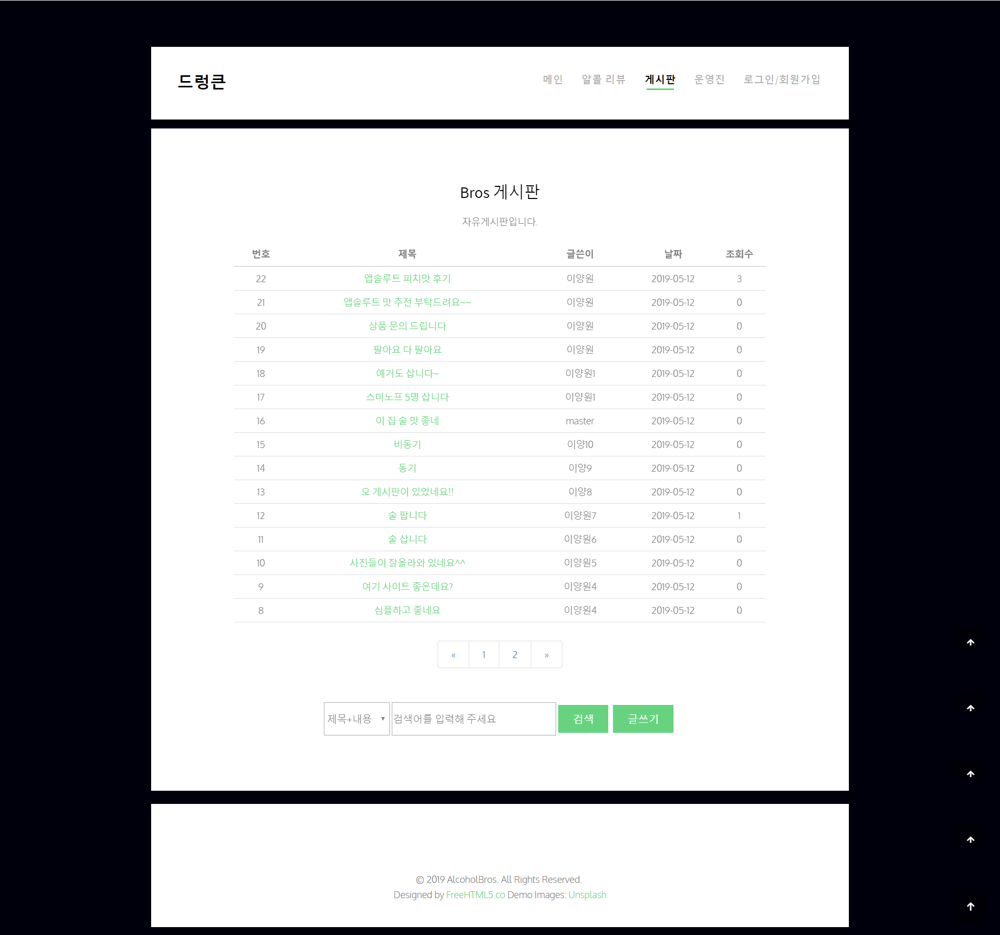 드렁큰
메인 알콜 리뷰 게시판 운영진 로그인/회원가입
Bros 게시판
자유게시판입니다.
번호 제목 글쓴이 날짜 조회수
22 앱솔루트 피치맛 후기 이양원 2019-05-12 3
21 앱솔루트 맛 추전 부탁드려요~~ 이양원 2019-05-12 0
20 상품 문의 드립니다 이양원 2019-05-12 0
19 팔아요 다 팔아요 이양원 2019-05-12 0
18 예거도 삽니다~ 이양원1 2019-05-12 0
17 스미노프 5명 삽니다 이양원1 2019-05-12 0
16 이 집 술 맛 좋네 master 2019-05-12 0
15 비동기 이양10 2019-05-12 0
14 동기 이양9 2019-05-12 0
13 오 게시판이 있었네요!! 이양8 2019-05-12 0
12 술 팝니다 이양원7 2019-05-12 1
11 술 삽니다 이양원6 2019-05-12 0
10 사진들이 잘올라와 있네요^^ 이양원5 2019-05-12 0
9 여기 사이트 좋은데요? 이양원4 2019-05-12 0
8 심플하고 좋네요 이양원4 2019-05-12 0
« 1 2 »
제목+내용 검색어를 입력해 주세요 검색 글쓰기
© 2019 AlcoholBros. All Rights Reserved.
Designed by FreeHTML5.co Demo Images: Unsplash